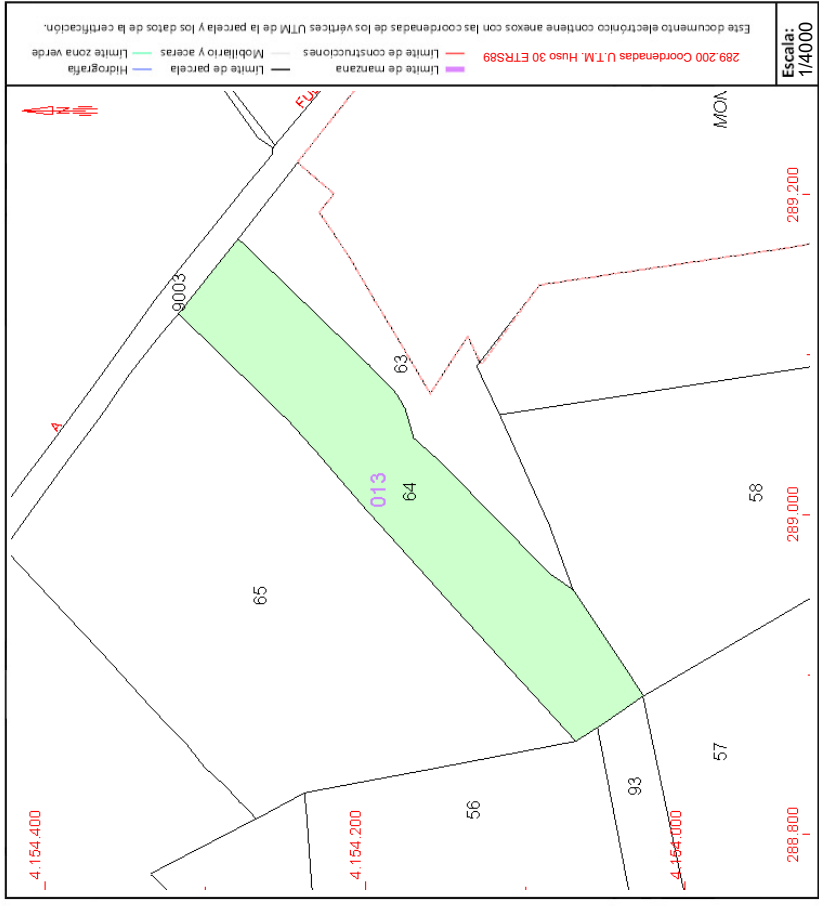 Este documento electrónico contiene anexos con las coordenadas de los vértices UTM de la parcela y los datos de la certificación.
289.200 Coordenadas U.T.M. Huso 30 ETRS89
Límite de manzana
Límite de construcciones
Límite de parcela
Mobiliario y aceras
Hidrografía
Límite zona verde
Escala:
1/4000
N
A
9003
65
013
64
63
58
56
93
57
MON
4.154.400
4.154.200
4.154.000
289.200
289.000
288.800